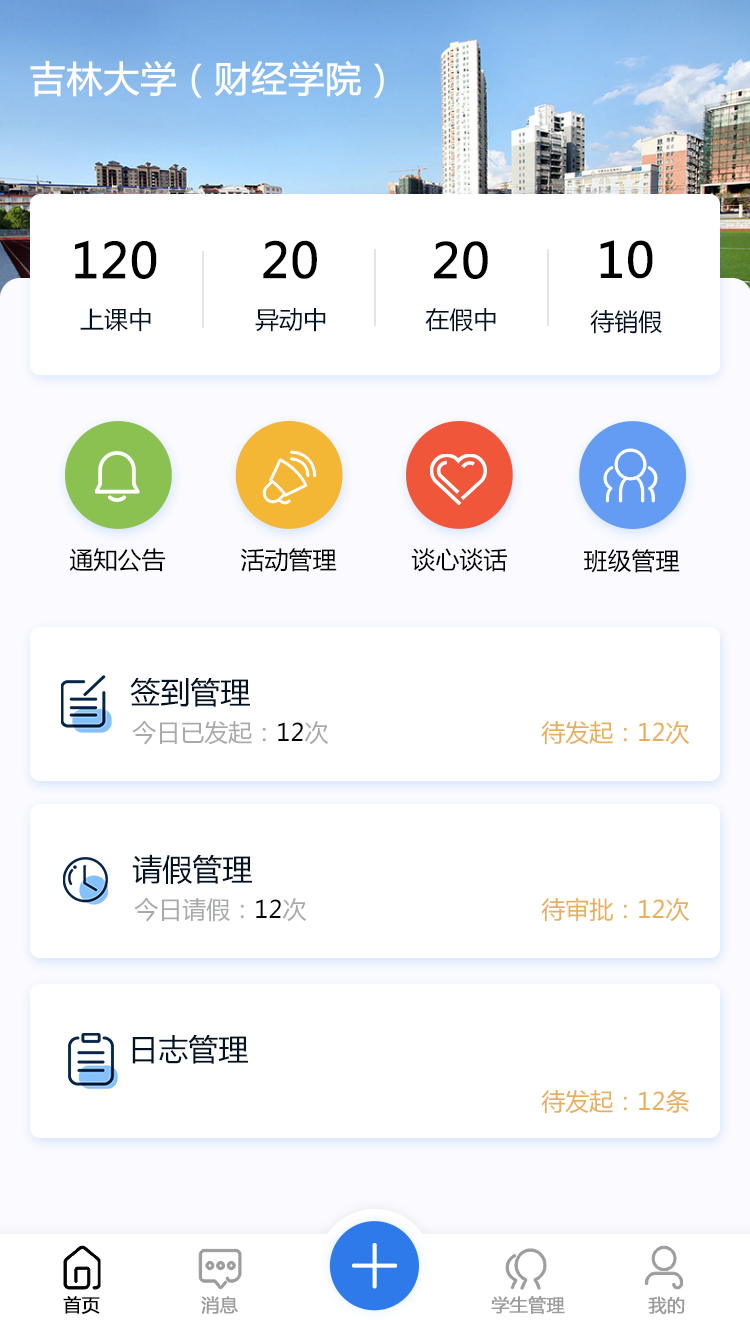 吉林大学（财经学院）
120 20 20 10
上课中 异动中 在假中 待销假
通知公告 活动管理 谈心谈话 班级管理
签到管理
今日已发起：12次 待发起：12次
请假管理
今日请假：12次 待审批：12次
日志管理
待发起：12条
首页 消息 学生管理 我的